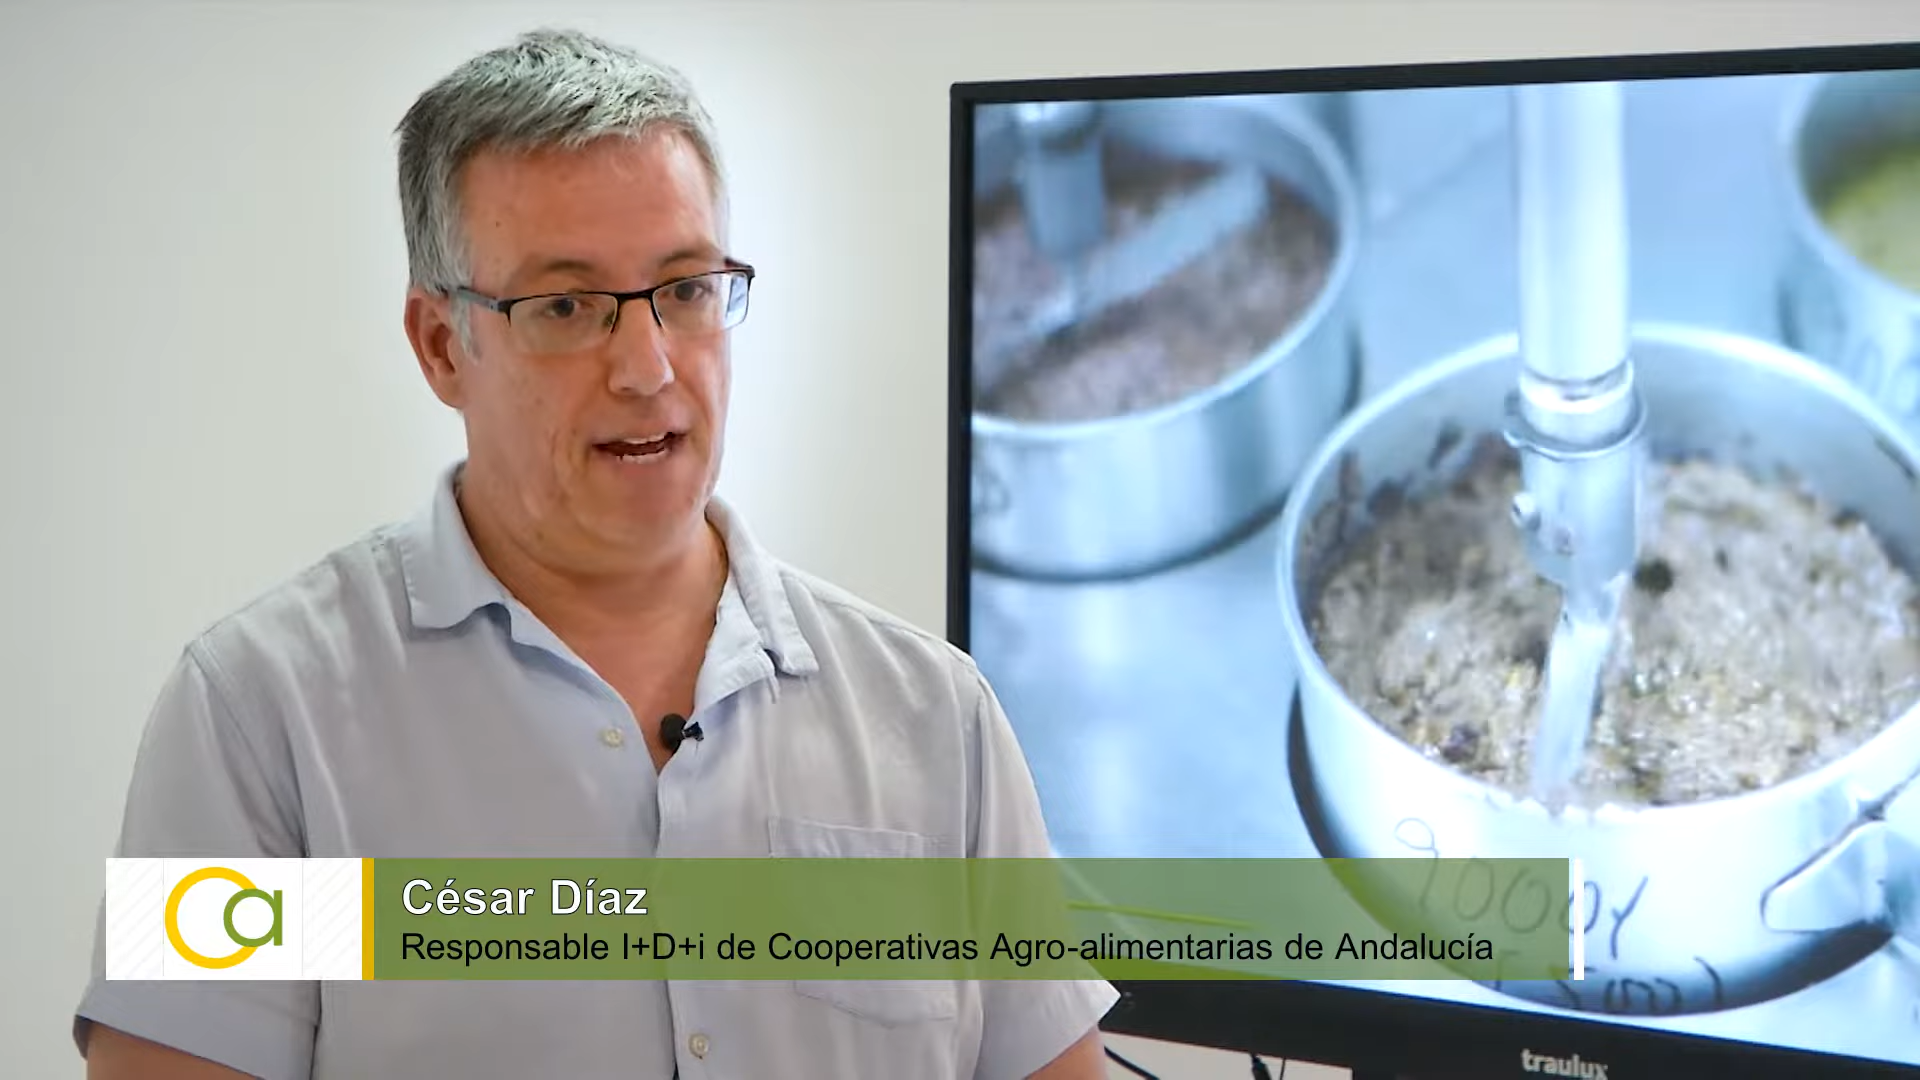 César Díaz
Responsable I+D+i de Cooperativas Agro-alimentarias de Andalucía
traulux